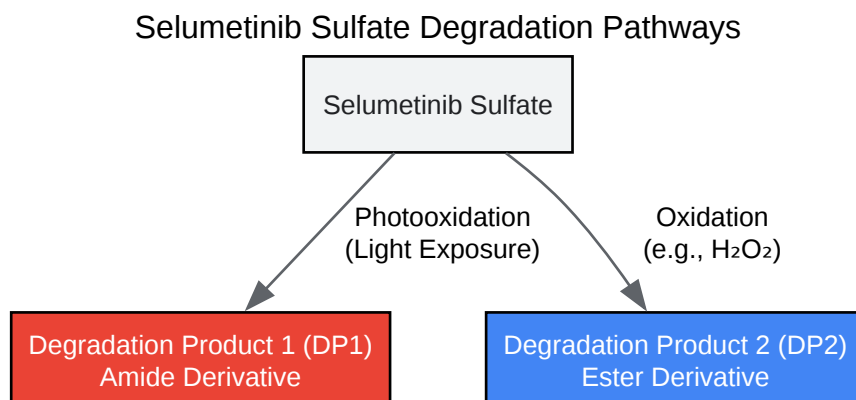 Selumetinib Sulfate Degradation Pathways
Selumetinib Sulfate
Photooxidation
(Light Exposure)
Oxidation
(e.g., H₂O₂)
Degradation Product 1 (DP1)
Amide Derivative
Degradation Product 2 (DP2)
Ester Derivative